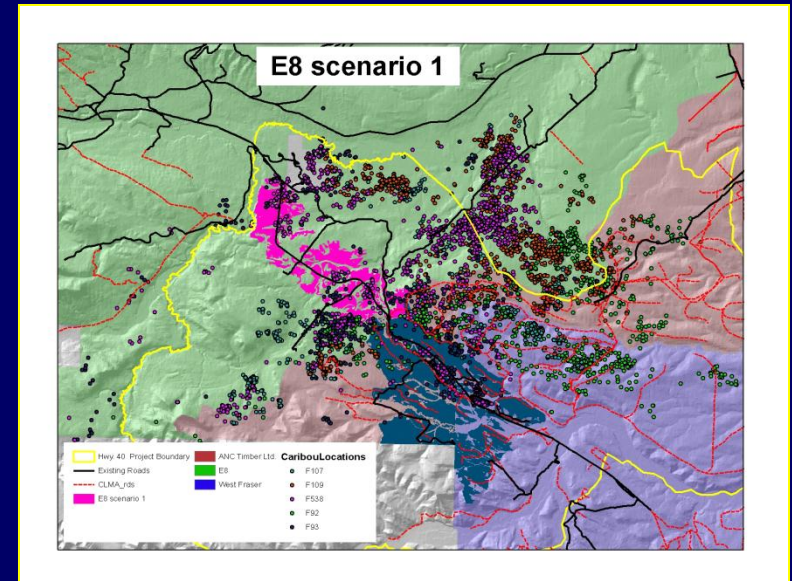 E8 scenario 1
Hwy. 40 Project Boundary
Existing Roads
CLMA_rds
E8 scenario 1
ANC Timber Ltd.
E8
West Fraser
CaribouLocations
F107
F109
F538
F92
F93